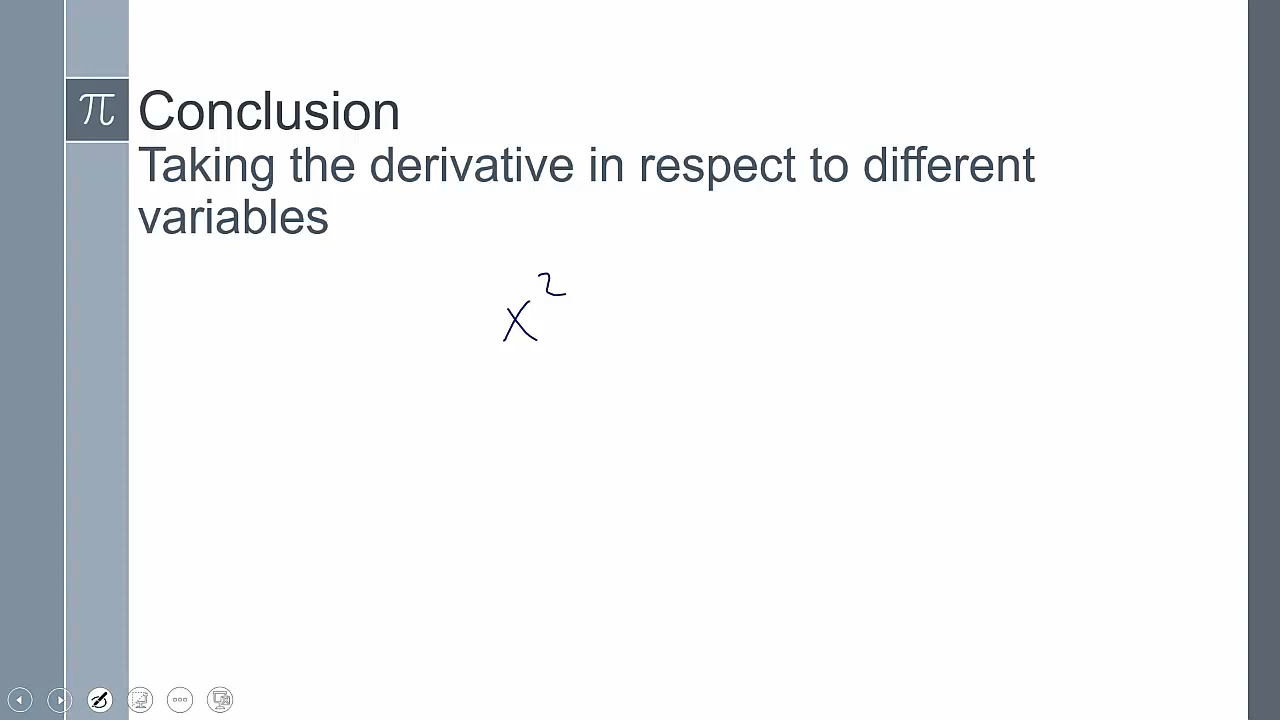 π
Conclusion
Taking the derivative in respect to different
variables
x²